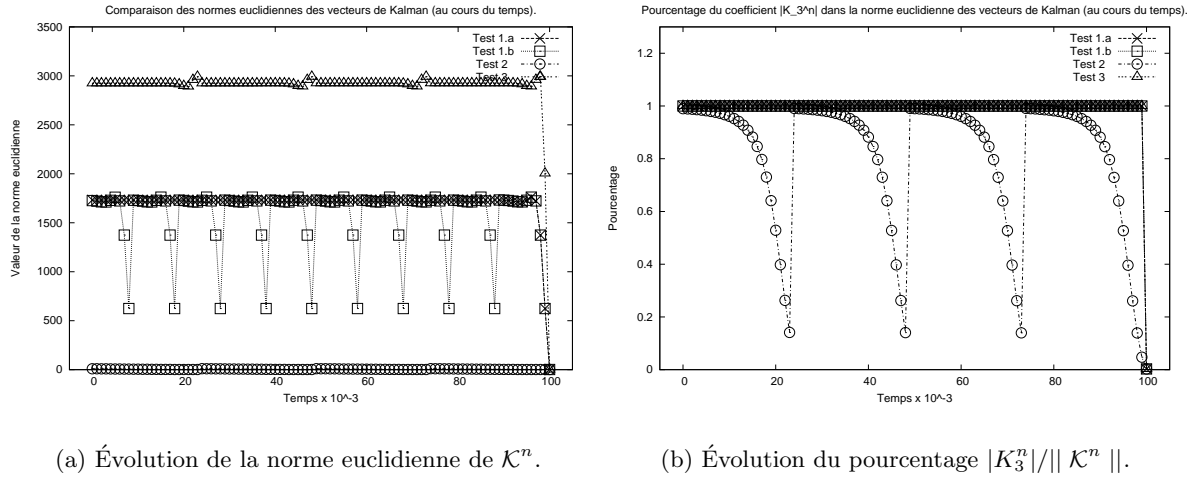 Comparaison des normes euclidiennes des vecteurs de Kalman (au cours du temps).
3500
3000
2500
2000
1500
1000
500
0
Valeur de la norme euclidienne
Test 1.a
Test 1.b
Test 2
Test 3
0
20
40
60
80
100
Temps x 10^-3
(a) Évolution de la norme euclidienne de 𝒦ⁿ.
Pourcentage du coefficient |K_3^n| dans la norme euclidienne des vecteurs de Kalman (au cours du temps).
1.2
1
0.8
0.6
0.4
0.2
0
Pourcentage
Test 1.a
Test 1.b
Test 2
Test 3
0
20
40
60
80
100
Temps x 10^-3
(b) Évolution du pourcentage |K₃ⁿ|/|| 𝒦ⁿ ||.